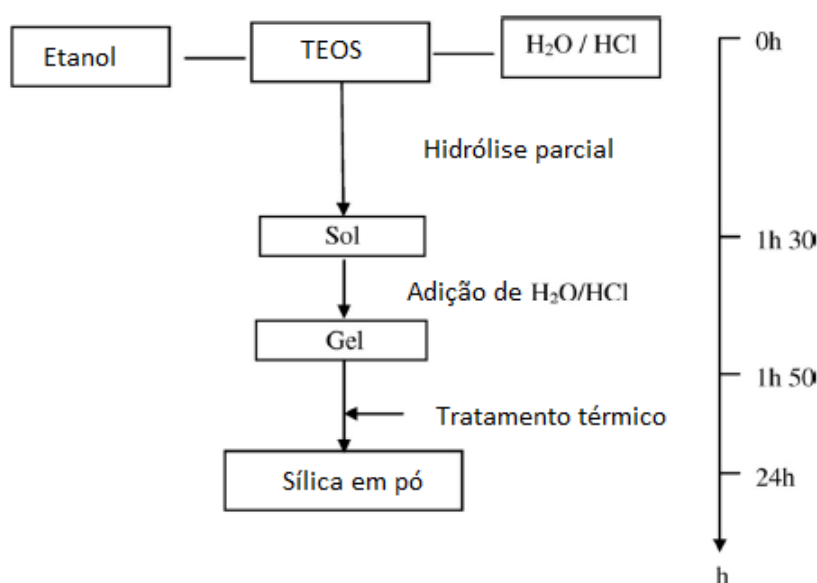 Etanol
TEOS
H₂O / HCl
0h
Hidrólise parcial
Sol
1h 30
Adição de H₂O/HCl
Gel
1h 50
Tratamento térmico
Sílica em pó
24h
h